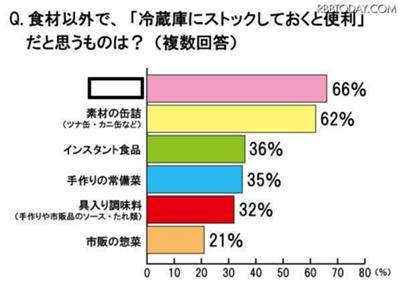 RBBTODAY.COM
Q. 食材以外で、「冷蔵庫にストックしておくと便利」
だと思うものは?(複数回答)
66%
素材の缶詰
(ツナ缶・カニ缶など)
62%
インスタント食品
36%
手作りの常備菜
35%
具入り調味料
(手作りや市販品のソース・たれ類)
32%
市販の惣菜
21%
0 10 20 30 40 50 60 70 80 (%)